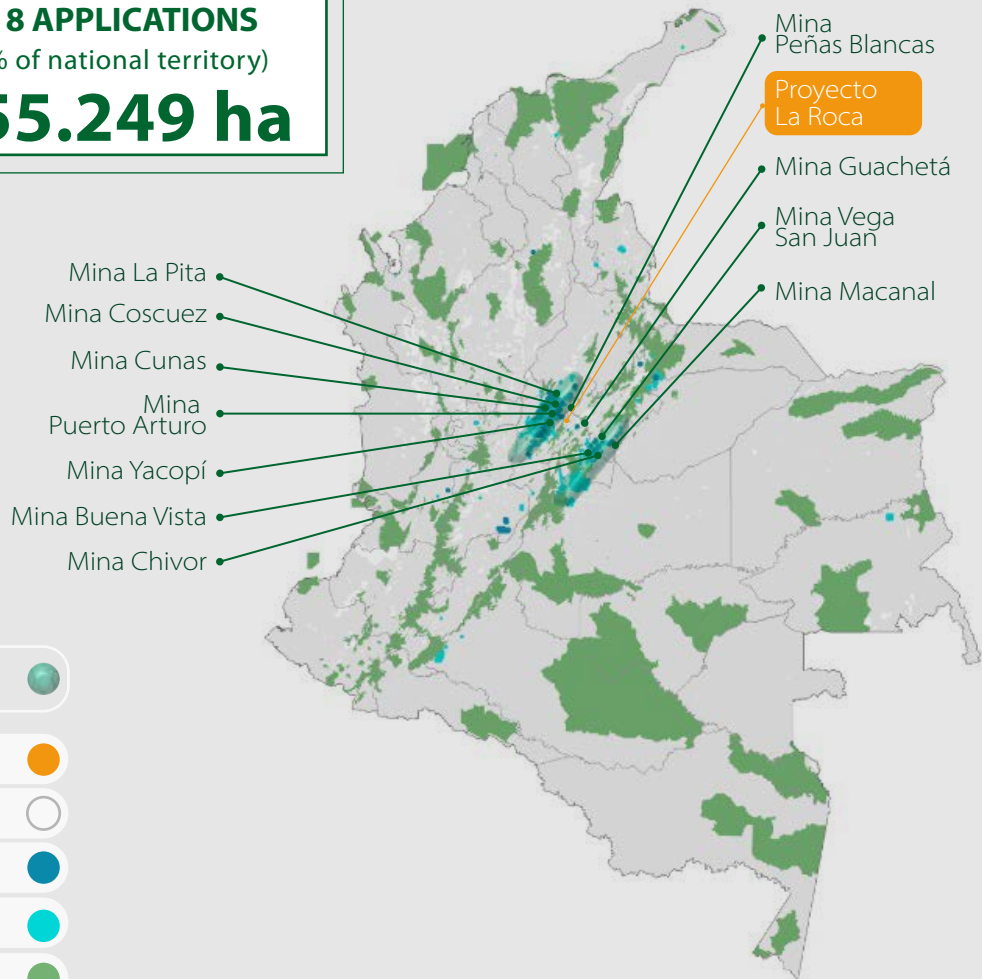 8 APPLICATIONS
% of national territory)
55.249 ha
Mina
Peñas Blancas
Proyecto
La Roca
Mina Guachetá
Mina Vega
San Juan
Mina Macanal
Mina La Pita
Mina Coscuez
Mina Cunas
Mina
Puerto Arturo
Mina Yacopí
Mina Buena Vista
Mina Chivor